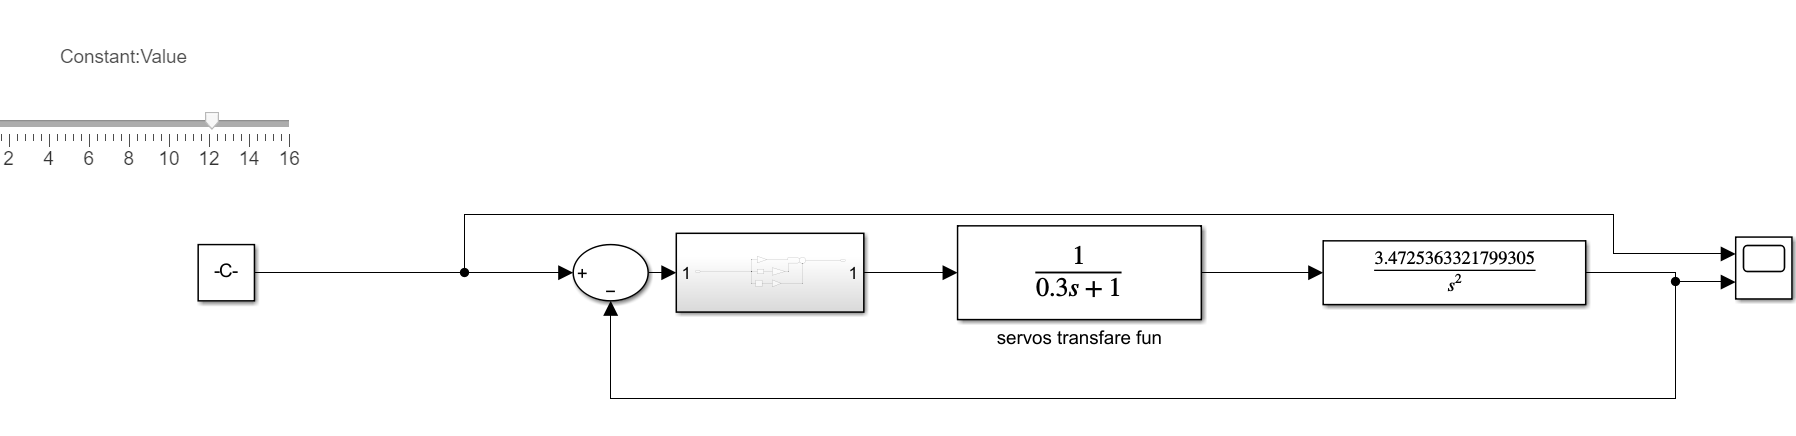 Constant:Value
2 4 6 8 10 12 14 16
-C-
+
−
1
1
1
0.3s + 1
servos transfare fun
3.4725363321799305
s²